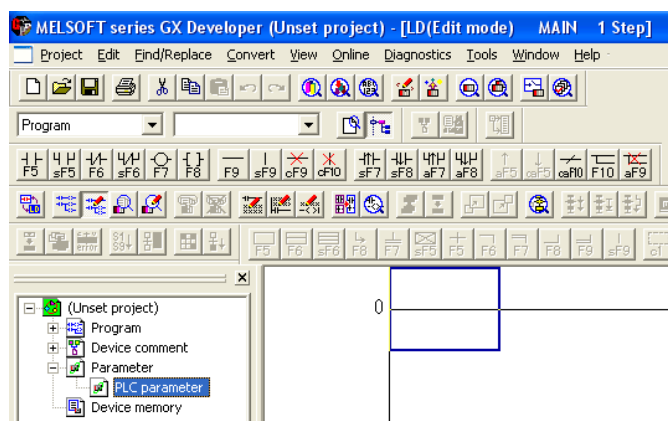 MELSOFT series GX Developer (Unset project) - [LD(Edit mode) MAIN 1 Step]
Project Edit Find/Replace Convert View Online Diagnostics Tools Window Help
Program
F5 sF5 F6 sF6 F7 F8 F9 sF9 cF9 cF10 sF7 sF8 aF7 aF8 aF5 caF5 caF10 F10 aF9
error
F5 F6 sF6 F8 F7 sF5 F5 F6 F7 F8 F9 sF9
0
(Unset project)
Program
Device comment
Parameter
PLC parameter
Device memory